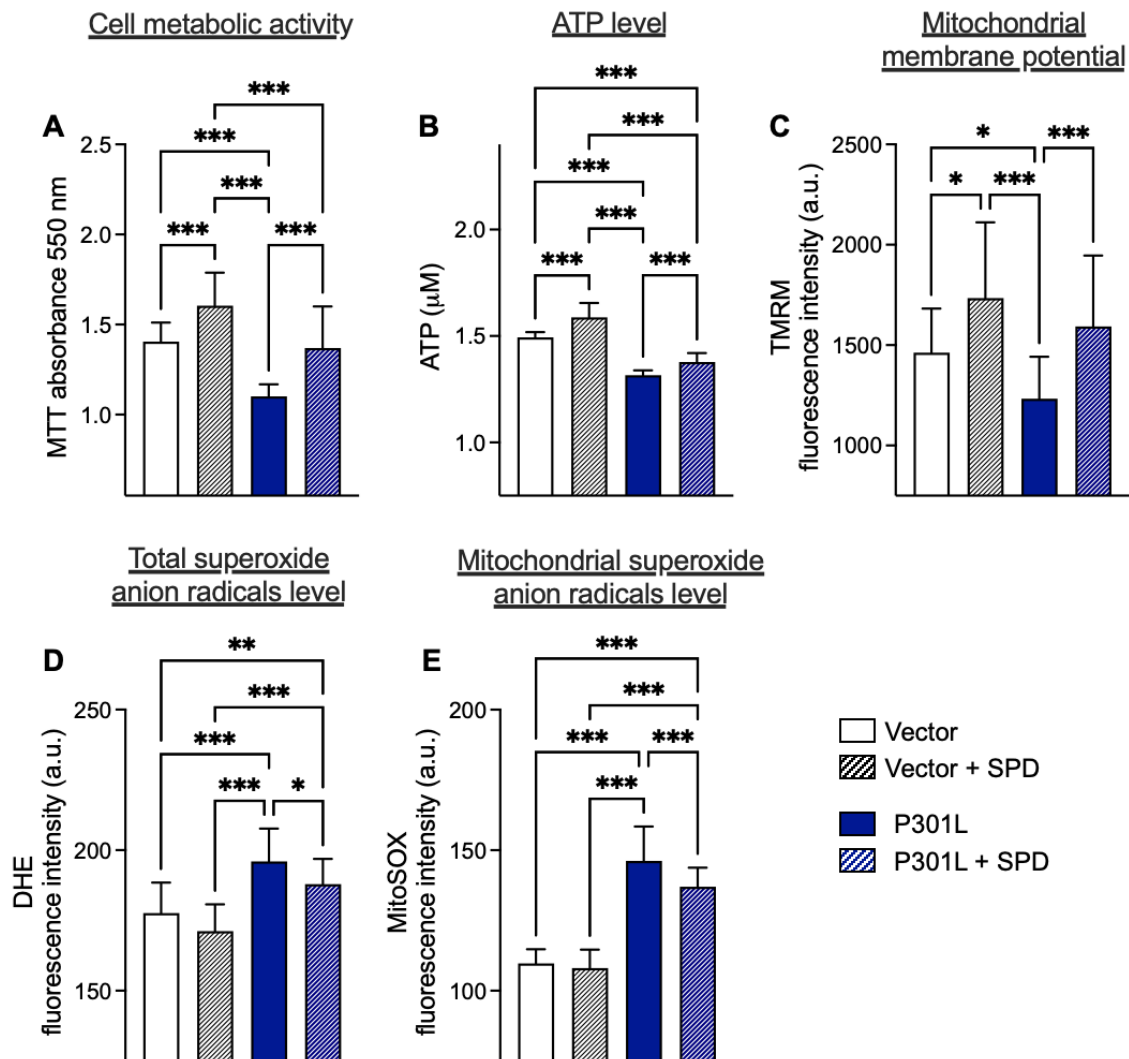 Cell metabolic activity
ATP level
Mitochondrial
membrane potential
A
MTT absorbance 550 nm
2.5
2.0
1.5
1.0
***
***
***
***
***
B
ATP (μM)
2.0
1.5
1.0
***
***
***
***
***
***
C
TMRM
fluorescence intensity (a.u.)
2500
2000
1500
1000
*
***
*
***
Total superoxide
anion radicals level
Mitochondrial superoxide
anion radicals level
D
DHE
fluorescence intensity (a.u.)
250
200
150
**
***
***
***
*
E
MitoSOX
fluorescence intensity (a.u.)
200
150
100
***
***
***
***
***
Vector
Vector + SPD
P301L
P301L + SPD